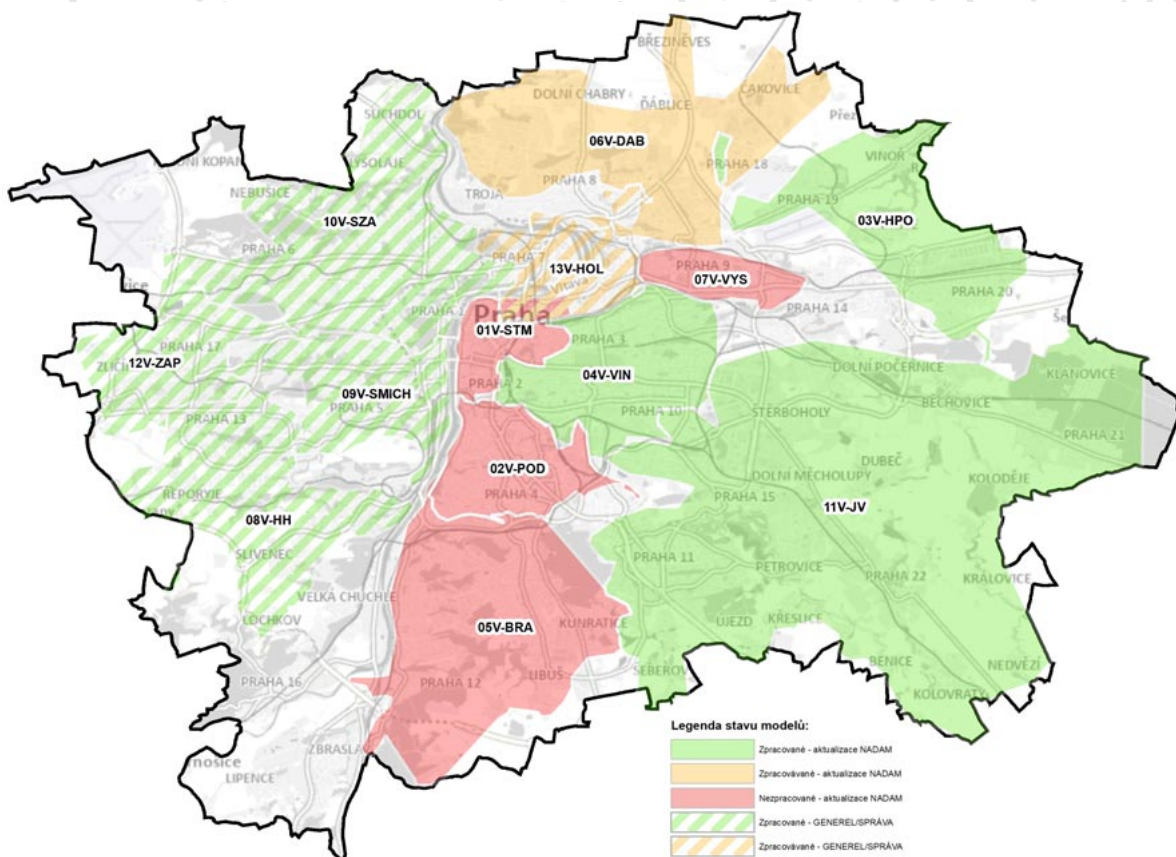 BŘEZINĚVES
DOLNÍ CHABRY
ĎÁBLICE
ČAKOVICE
SUCHDOL
06V-DAB
PRAHA 18
VINOŘ
LYSOLAJE
NEBUŠICE
TROJA
PRAHA 8
PRAHA 19
10V-SZA
03V-HPO
PRAHA 6
PRAHA 7
13V-HOL
PRAHA 9
07V-VYS
Vltava
PRAHA 20
PRAHA 14
PRAHA 1
Praha
01V-STM
PRAHA 3
PRAHA 17
12V-ZAP
DOLNÍ POČERNICE
KLÁNOVICE
04V-VIN
PRAHA 2
09V-SMICH
PRAHA 5
PRAHA 13
PRAHA 10
ŠTĚRBOHOLY
BĚCHOVICE
PRAHA 21
DUBEČ
02V-POD
DOLNÍ MĚCHOLUPY
KOLODĚJE
PRAHA 4
PRAHA 15
ŘEPORYJE
11V-JV
08V-HH
SLIVENEC
PRAHA 11
PETROVICE
PRAHA 22
KRÁLOVICE
VELKÁ CHUCHLE
LOCHKOV
05V-BRA
KUNRATICE
ÚJEZD
KŘESLICE
PRAHA 16
PRAHA 12
LIBUŠ
ŠEBEROV
BENICE
NEDVĚZÍ
KOLOVRATY
ZBRASLA
LIPENCE
Legenda stavu modelů:
Zpracované - aktualizace NADAM
Zpracovávané - aktualizace NADAM
Nezpracované - aktualizace NADAM
Zpracované - GENEREL/SPRÁVA
Zpracovávané - GENEREL/SPRÁVA